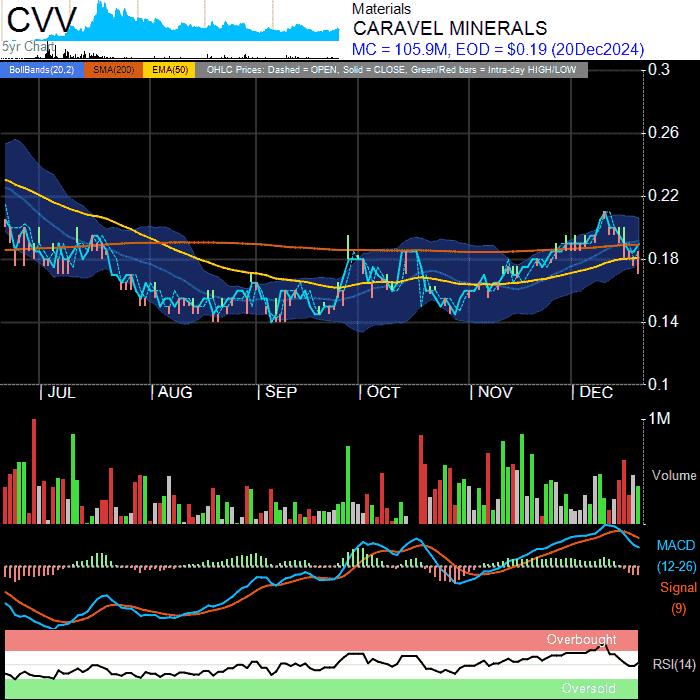 CVV
5yr Chart
Materials
CARAVEL MINERALS
MC = 105.9M, EOD = $0.19 (20Dec2024)
BollBands(20,2) SMA(200) EMA(50) OHLC Prices: Dashed = OPEN, Solid = CLOSE, Green/Red bars = Intra-day HIGH/LOW
0.3
0.26
0.22
0.18
0.14
0.1
JUL AUG SEP OCT NOV DEC
1M
Volume
MACD
(12-26)
Signal
(9)
Overbought
RSI(14)
Oversold